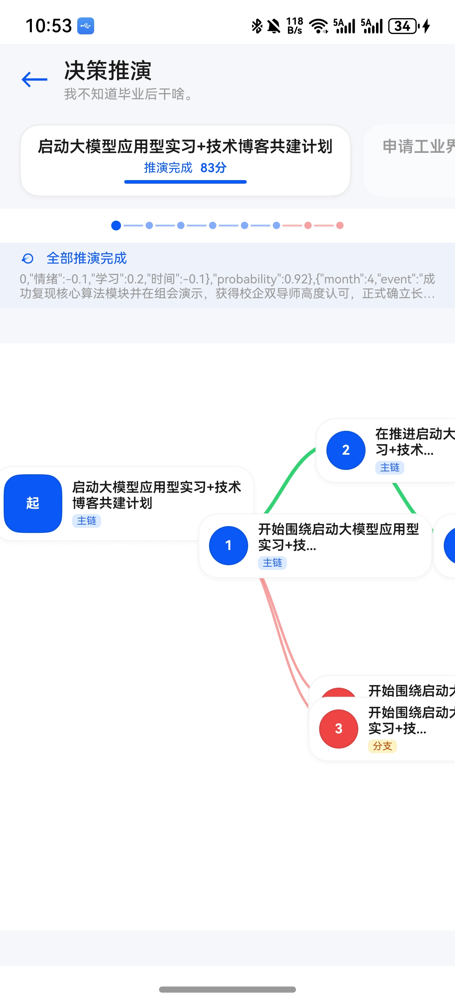 10:53
118
B/s
5A
5A
34
决策推演
我不知道毕业后干啥。
启动大模型应用型实习+技术博客共建计划
推演完成 83分
申请工业界
全部推演完成
0,"情绪":-0.1,"学习":0.2,"时间":-0.1},"probability":0.92},{"month":4,"event":"成
功复现核心算法模块并在组会演示，获得校企双导师高度认可，正式确立长...
2
在推进启动大
习+技术...
主链
起
启动大模型应用型实习+技术
博客共建计划
主链
1
开始围绕启动大模型应用型
实习+技...
主链
开始围绕启动大
3
开始围绕启动大
实习+技...
分支